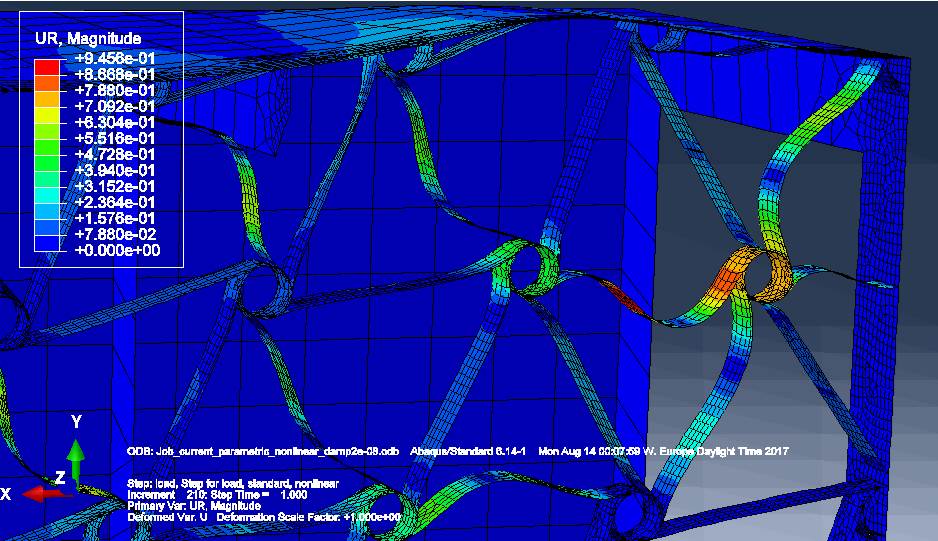 UR, Magnitude
+9.456e-01
+8.668e-01
+7.880e-01
+7.092e-01
+6.304e-01
+5.516e-01
+4.728e-01
+3.940e-01
+3.152e-01
+2.364e-01
+1.576e-01
+7.880e-02
+0.000e+00
Y
Z
X
ODB: Job_current_parametric_nonlinear_damp2e-08.odb Abaqus/Standard 6.14-1 Mon Aug 14 00:07:59 W. Europe Daylight Time 2017
Step: load, Step for load, standard, nonlinear
Increment 210: Step Time = 1.000
Primary Var: UR, Magnitude
Deformed Var: U Deformation Scale Factor: +1.000e+00